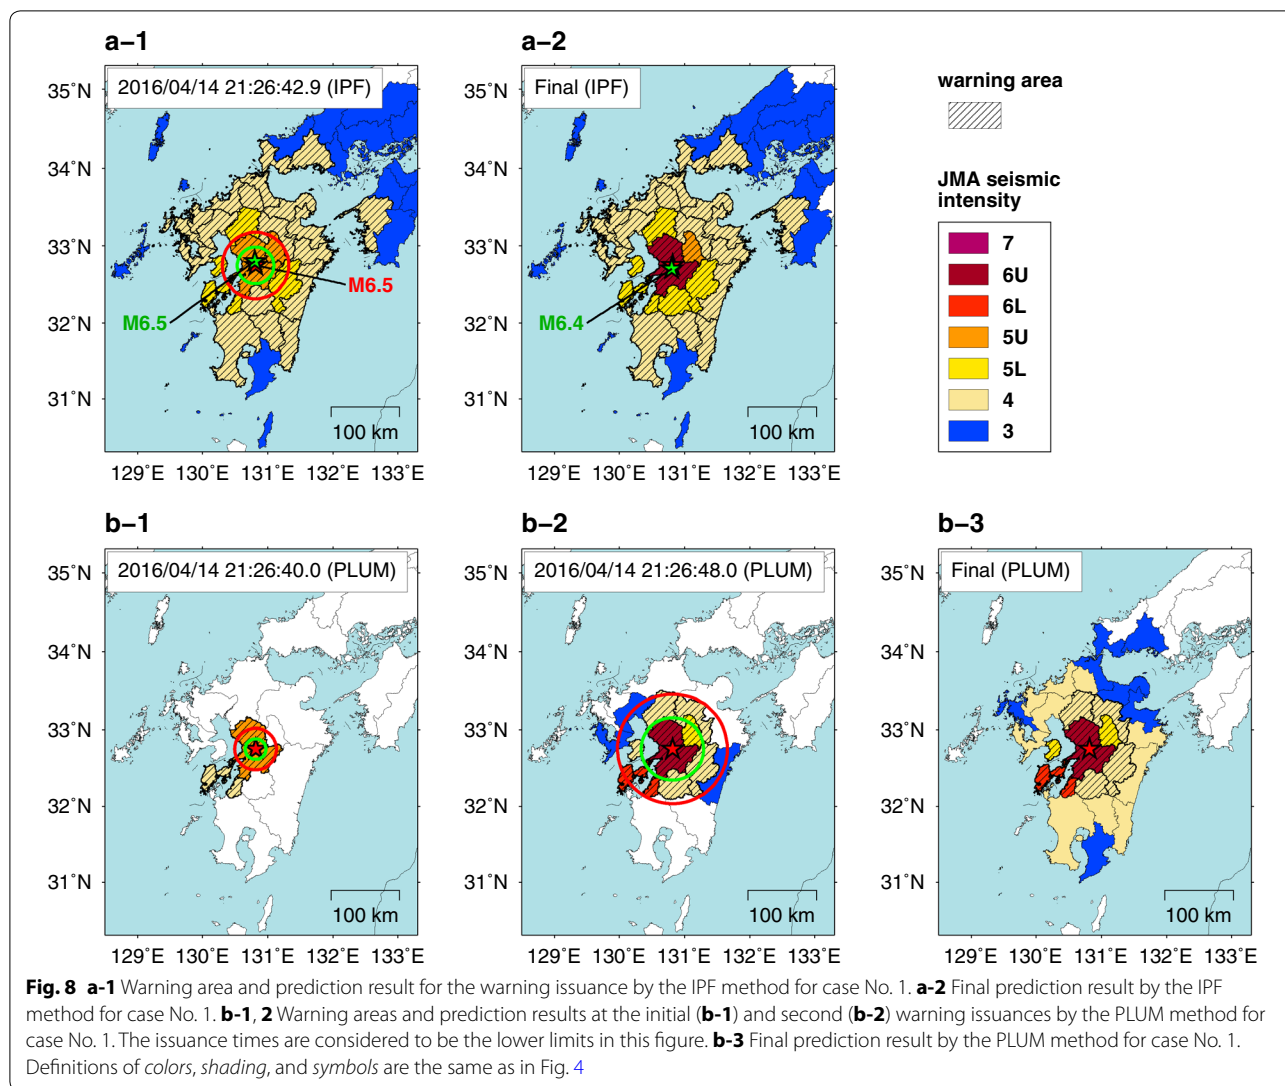 a–1
2016/04/14 21:26:42.9 (IPF)
35˚N
34˚N
33˚N
32˚N
31˚N
M6.5
M6.5
100 km
129˚E 130˚E 131˚E 132˚E 133˚E
a–2
Final (IPF)
35˚N
34˚N
33˚N
32˚N
31˚N
M6.4
100 km
129˚E 130˚E 131˚E 132˚E 133˚E
warning area
JMA seismic
intensity
7
6U
6L
5U
5L
4
3
b–1
2016/04/14 21:26:40.0 (PLUM)
35˚N
34˚N
33˚N
32˚N
31˚N
100 km
129˚E 130˚E 131˚E 132˚E 133˚E
b–2
2016/04/14 21:26:48.0 (PLUM)
35˚N
34˚N
33˚N
32˚N
31˚N
100 km
129˚E 130˚E 131˚E 132˚E 133˚E
b–3
Final (PLUM)
35˚N
34˚N
33˚N
32˚N
31˚N
100 km
129˚E 130˚E 131˚E 132˚E 133˚E
Fig. 8 a-1 Warning area and prediction result for the warning issuance by the IPF method for case No. 1. a-2 Final prediction result by the IPF
method for case No. 1. b-1, 2 Warning areas and prediction results at the initial (b-1) and second (b-2) warning issuances by the PLUM method for
case No. 1. The issuance times are considered to be the lower limits in this figure. b-3 Final prediction result by the PLUM method for case No. 1.
Definitions of colors, shading, and symbols are the same as in Fig. 4